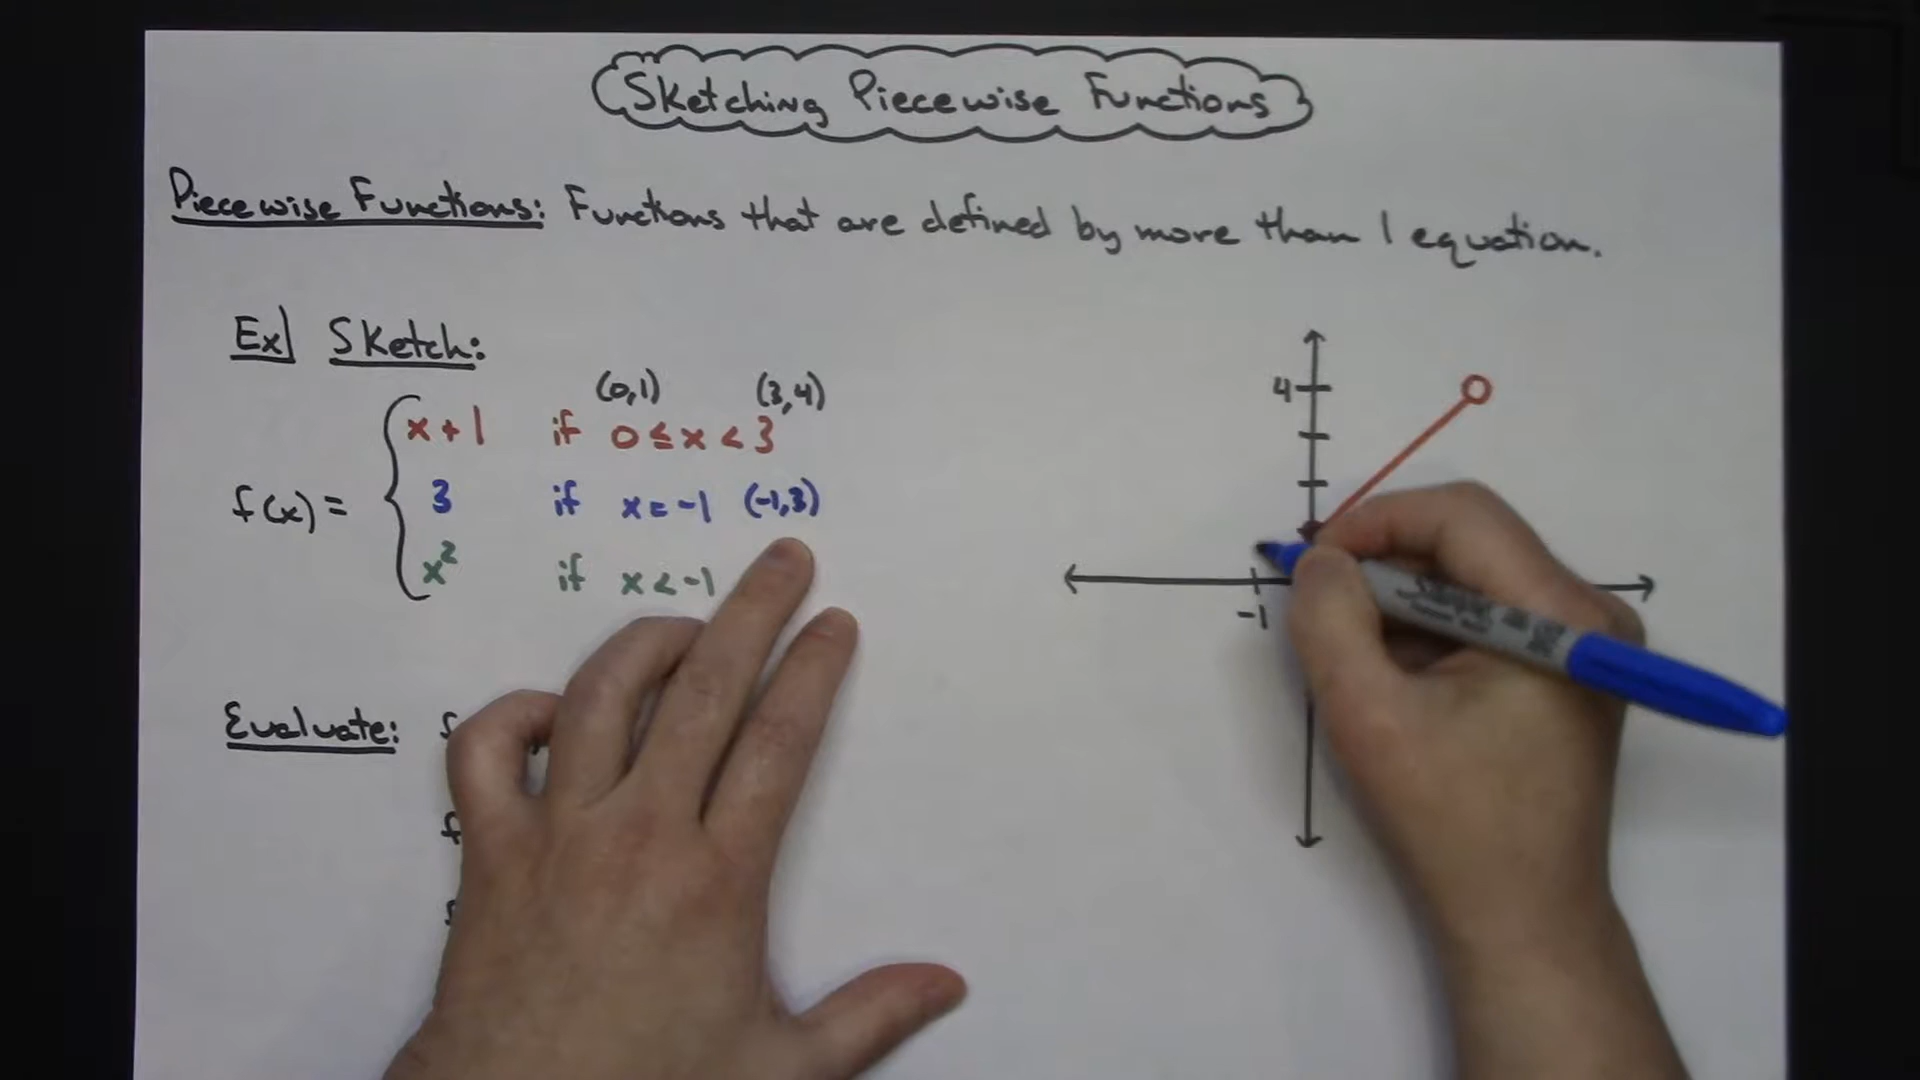 Sketching Piecewise Functions
Piecewise Functions: Functions that are defined by more than 1 equation.
Ex] Sketch:
(0,1) (3,4)
x + 1 if 0 ≤ x < 3
f(x) = 3 if x = -1 (-1,3)
x² if x < -1
Evaluate: f
f
4
-1